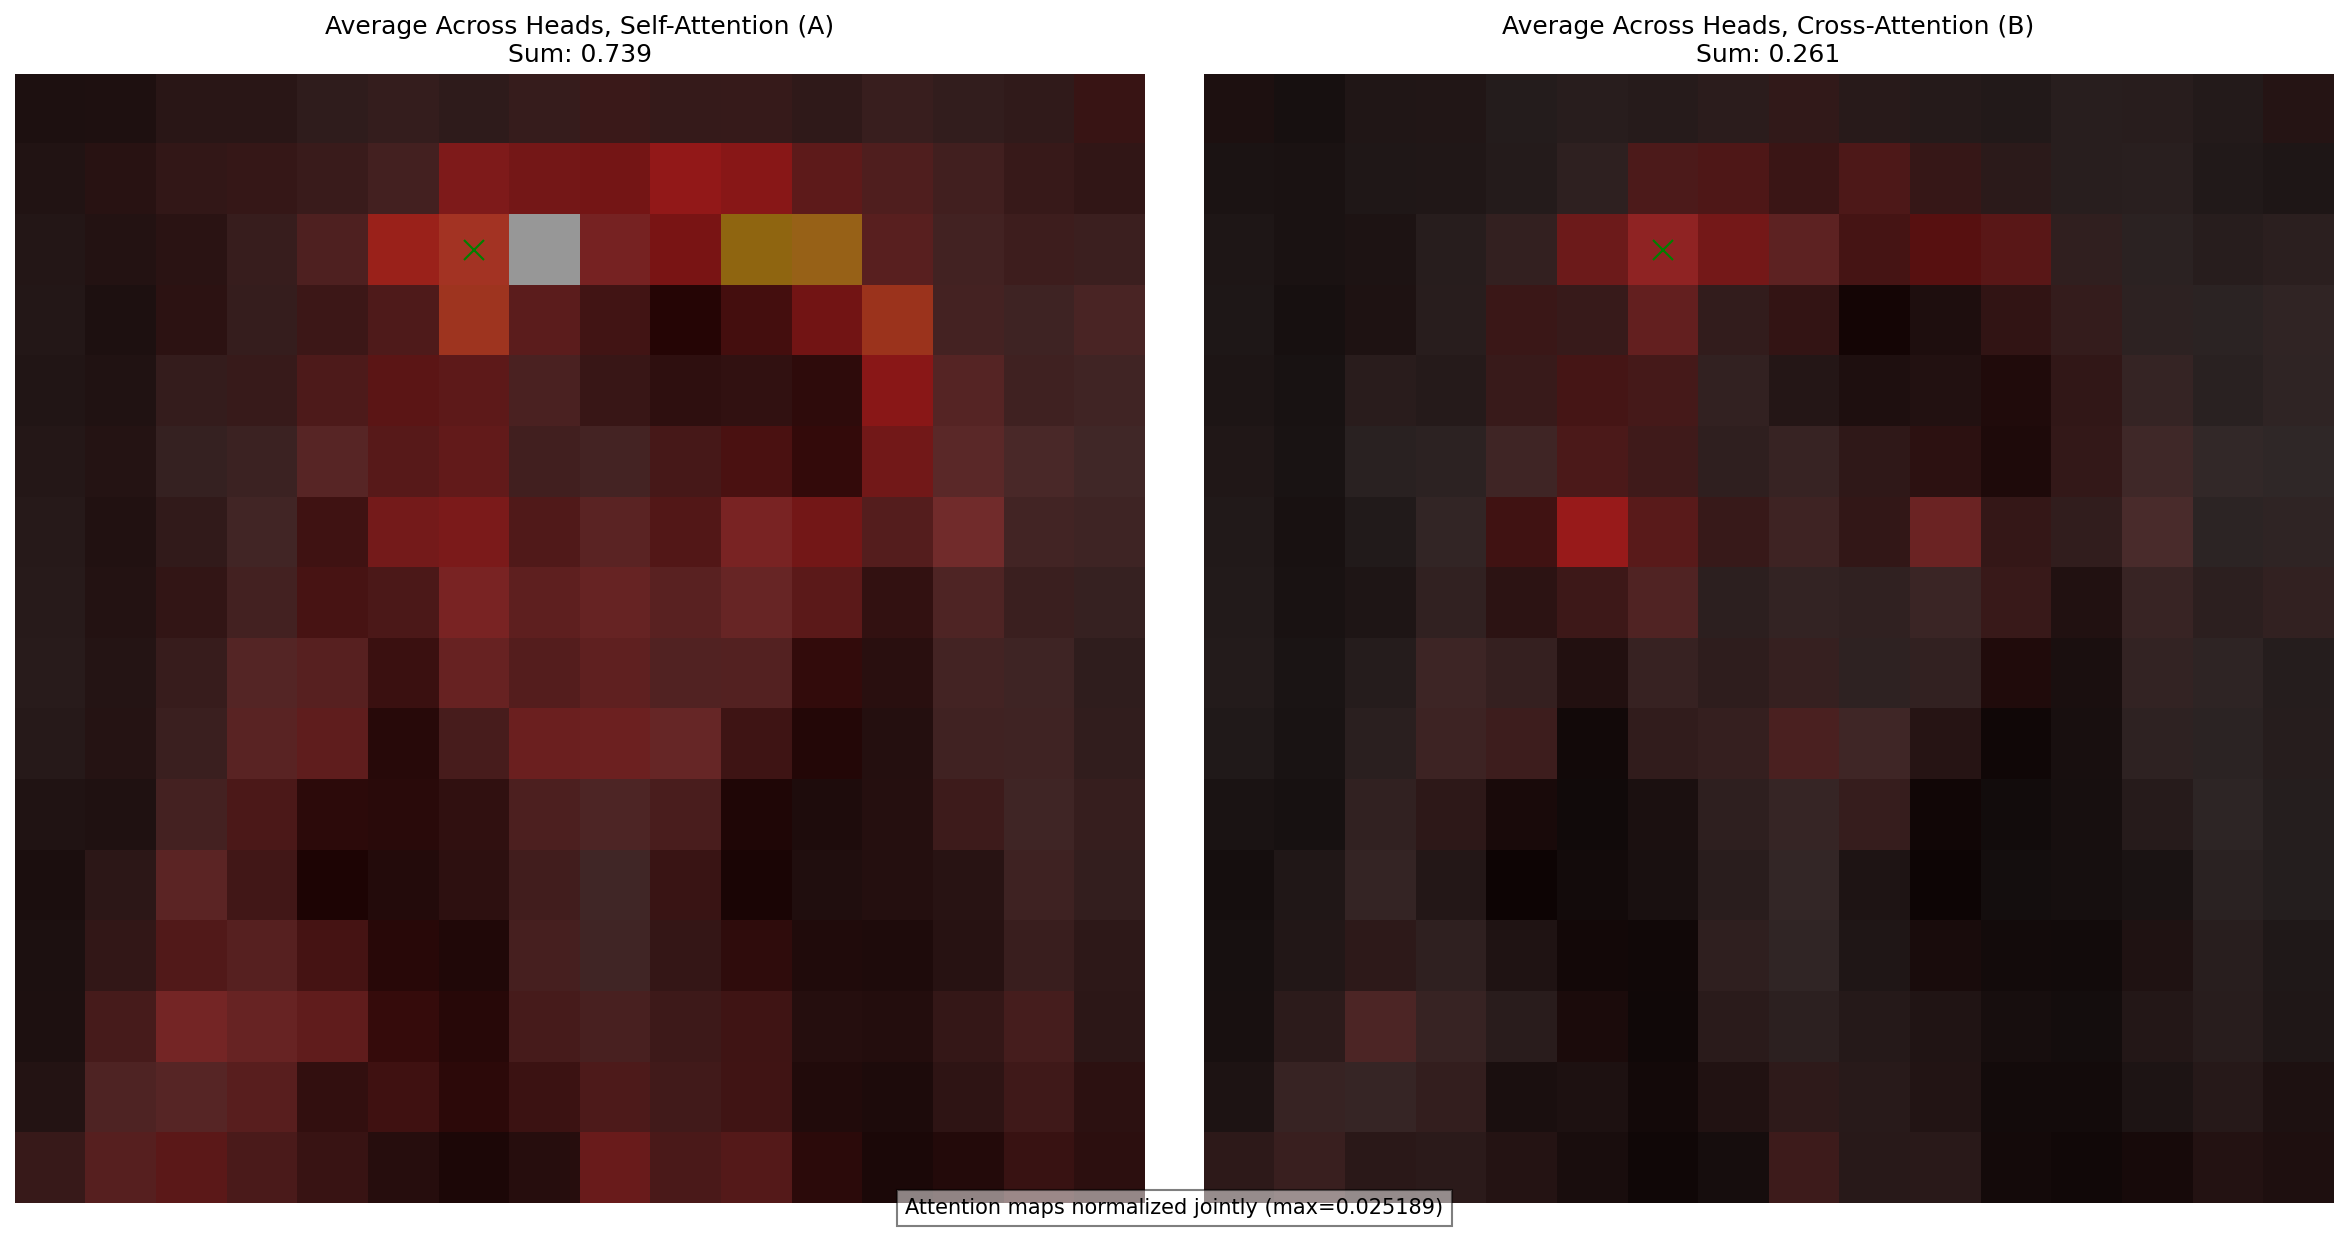 Average Across Heads, Self-Attention (A)
Sum: 0.739
Average Across Heads, Cross-Attention (B)
Sum: 0.261
Attention maps normalized jointly (max=0.025189)